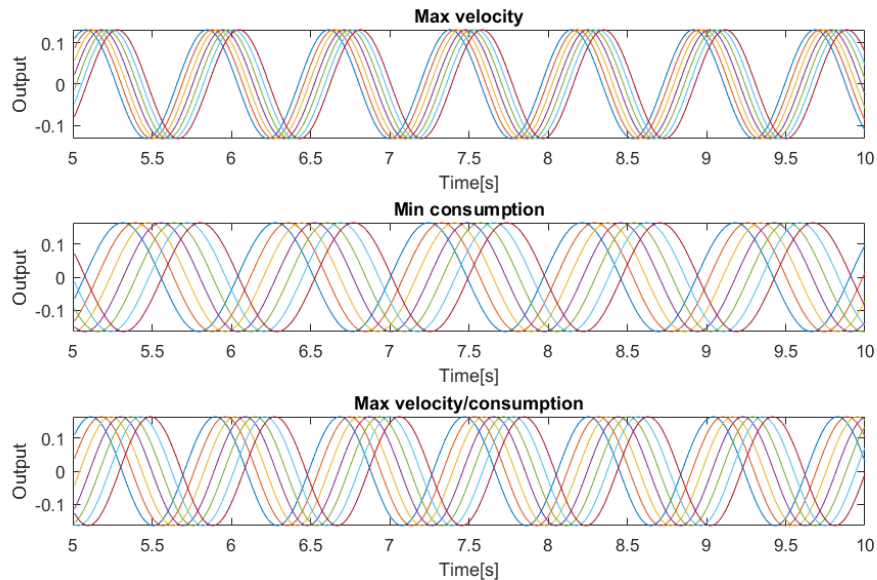 Max velocity
Output
0.1
0
-0.1
5 5.5 6 6.5 7 7.5 8 8.5 9 9.5 10
Time[s]
Min consumption
Output
0.1
0
-0.1
5 5.5 6 6.5 7 7.5 8 8.5 9 9.5 10
Time[s]
Max velocity/consumption
Output
0.1
0
-0.1
5 5.5 6 6.5 7 7.5 8 8.5 9 9.5 10
Time[s]